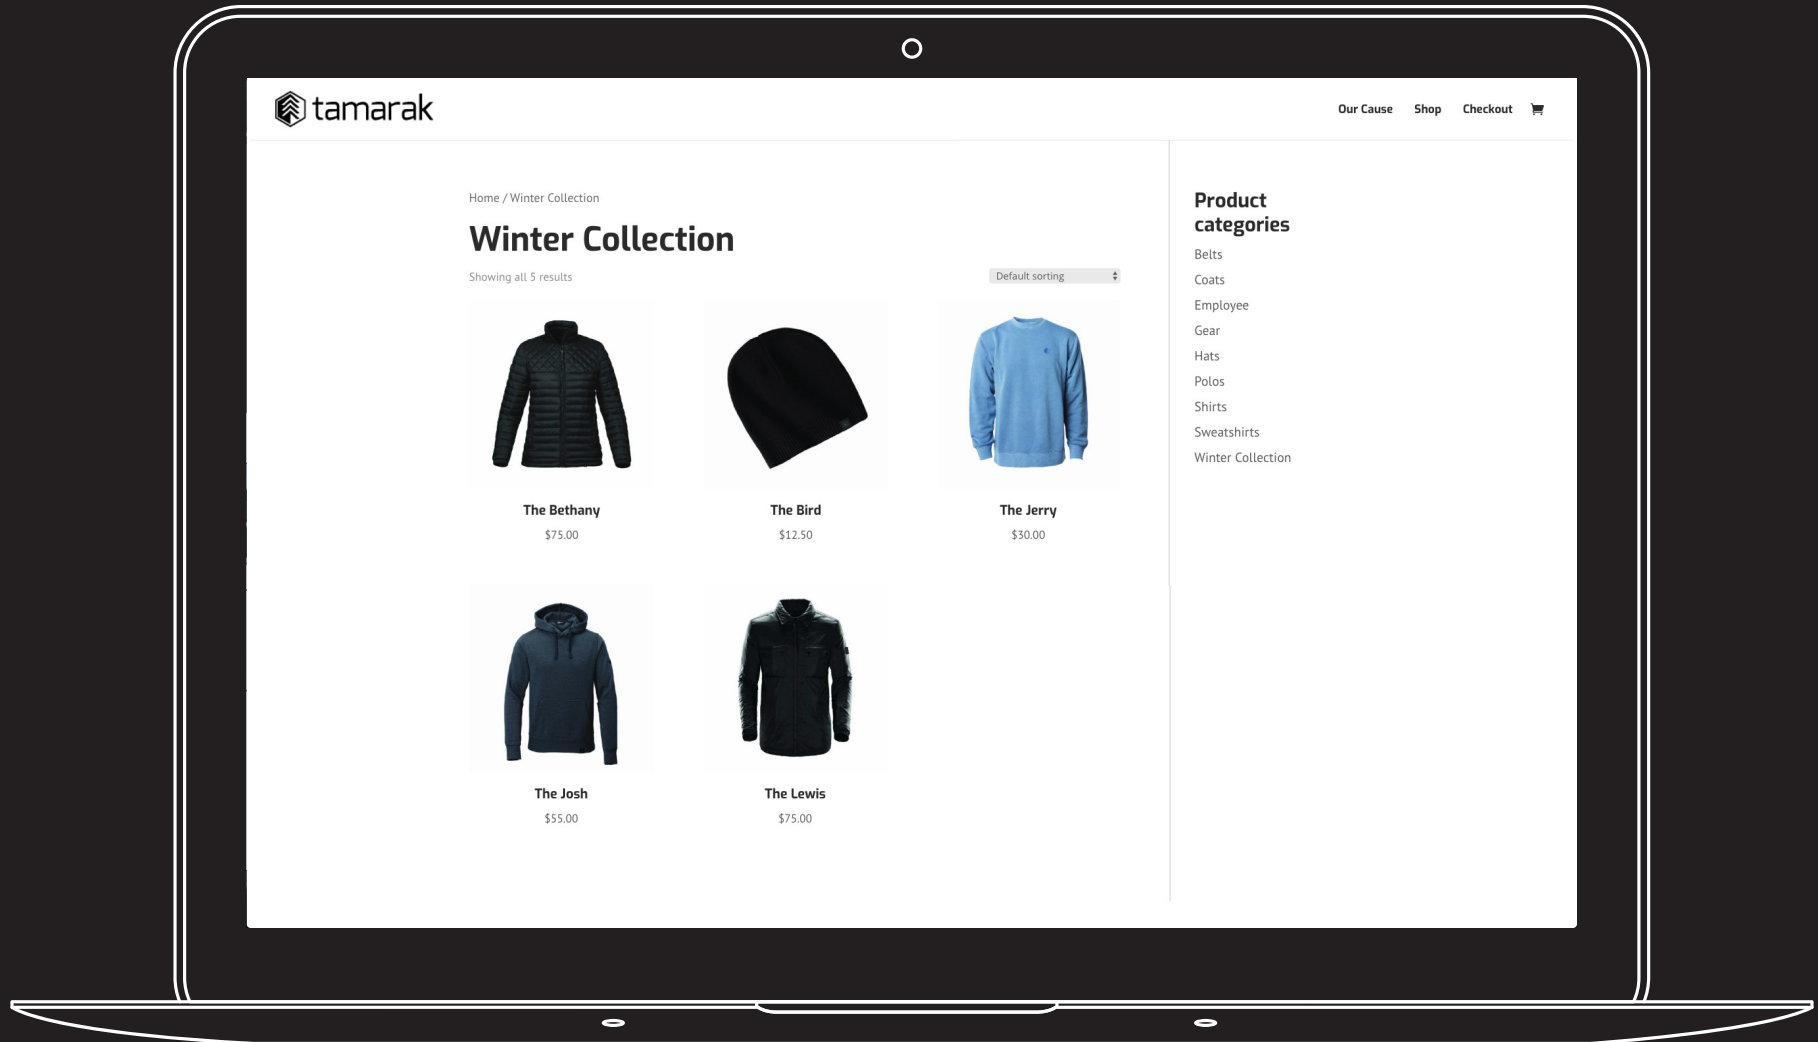 tamarak
Our Cause Shop Checkout
Home / Winter Collection
Winter Collection
Showing all 5 results
Default sorting
The Bethany
$75.00
The Bird
$12.50
The Jerry
$30.00
The Josh
$55.00
The Lewis
$75.00
Product
categories
Belts
Coats
Employee
Gear
Hats
Polos
Shirts
Sweatshirts
Winter Collection